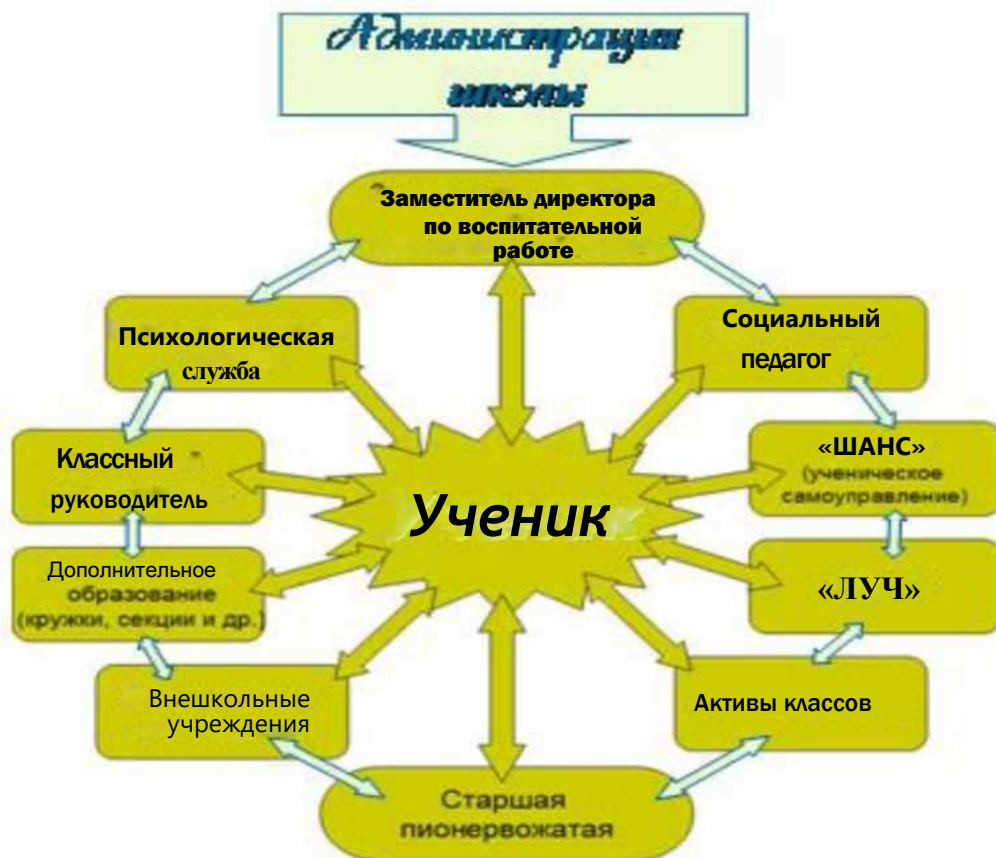 Администрация
школы
Заместитель директора
по воспитательной
работе
Психологическая
служба
Социальный
педагог
Классный
руководитель
«ШАНС»
(ученическое
самоуправление)
Ученик
Дополнительное
образование
(кружки, секции и др.)
«ЛУЧ»
Внешкольные
учреждения
Активы классов
Старшая
пионервожатая